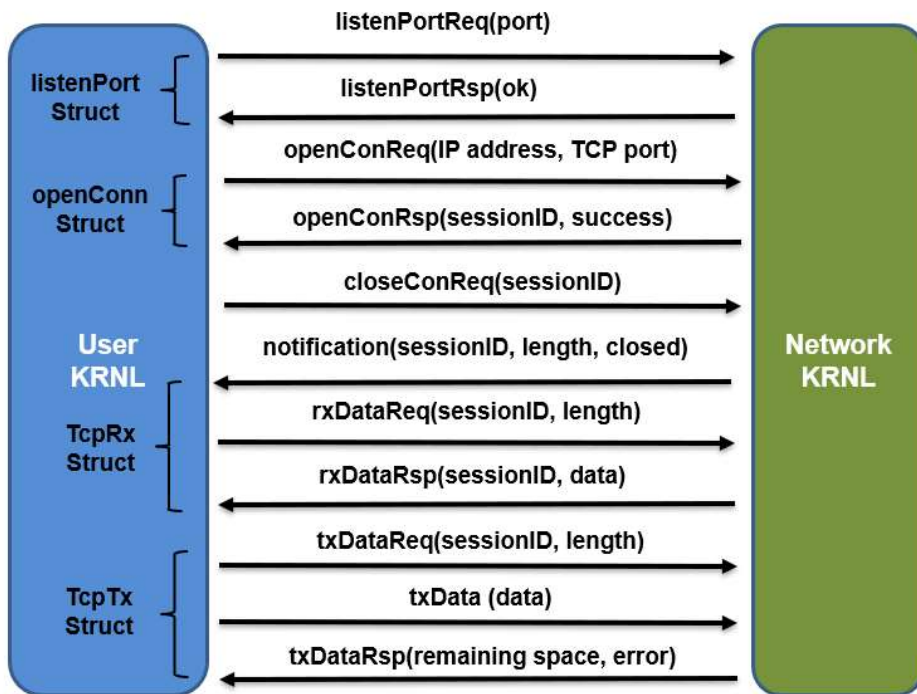 listenPortReq(port)
listenPort
Struct
listenPortRsp(ok)
openConReq(IP address, TCP port)
openConn
Struct
openConRsp(sessionID, success)
closeConReq(sessionID)
User
KRNL
notification(sessionID, length, closed)
Network
KRNL
rxDataReq(sessionID, length)
TcpRx
Struct
rxDataRsp(sessionID, data)
txDataReq(sessionID, length)
TcpTx
Struct
txData (data)
txDataRsp(remaining space, error)